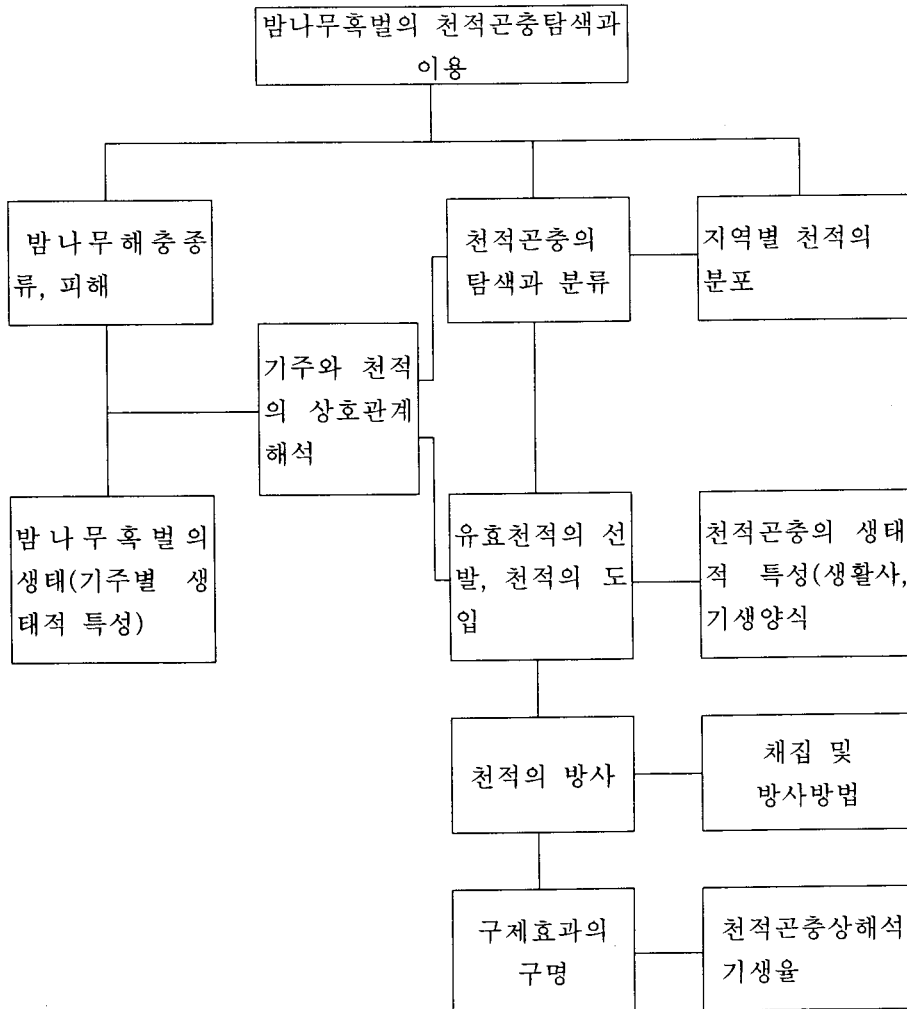 밤나무혹벌의 천적곤충탐색과
이용
밤나무해충종
류, 피해
천적곤충의
탐색과 분류
지역별 천적의
분포
기주와 천적
의 상호관계
해석
밤나무혹벌의
생태(기주별 생
태적 특성)
유효천적의 선
발, 천적의 도
입
천적곤충의 생태
적 특성(생활사,
기생양식
천적의 방사
채집 및
방사방법
구제효과의
구명
천적곤충상해석
기생율